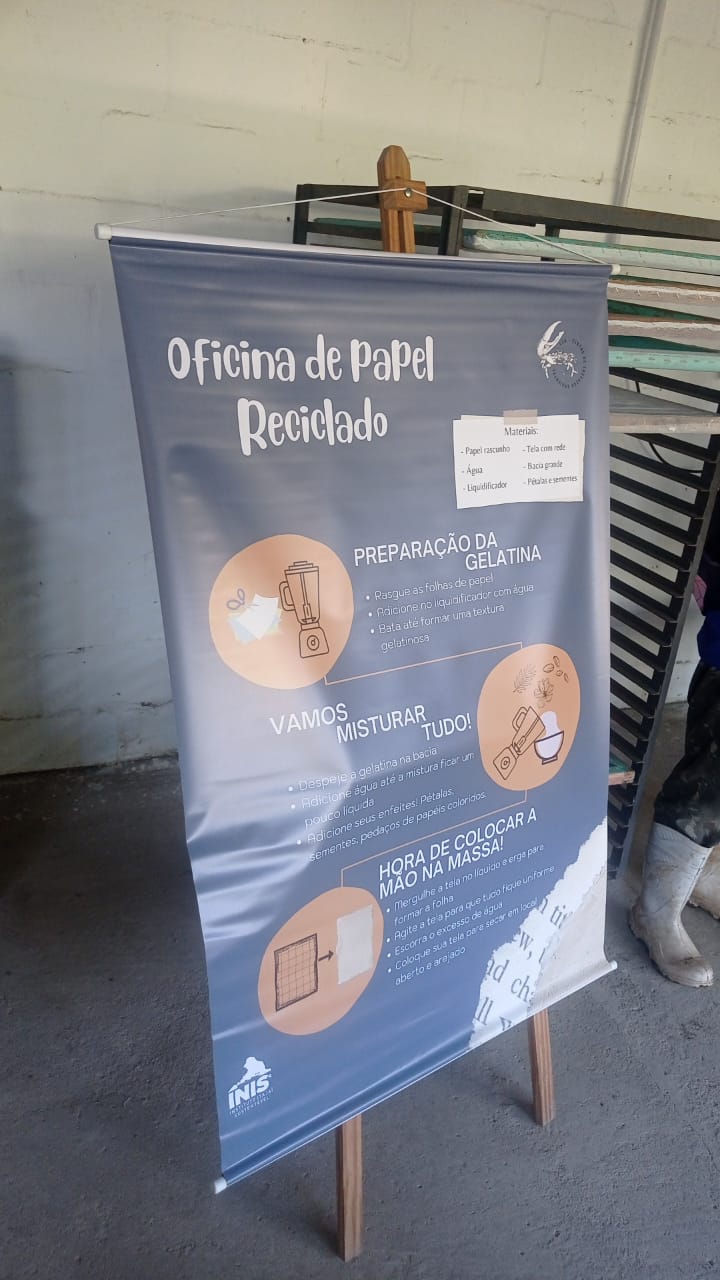 Oficina de Papel
Reciclado
Materiais:
- Papel rascunho
- Água
- Liquidificador
- Tela com rede
- Bacia grande
- Pétalas e sementes
PREPARAÇÃO DA
GELATINA
• Rasgue as folhas de papel
• Adicione no liquidificador com água
• Bata até formar uma textura
gelatinosa
VAMOS
MISTURAR
TUDO!
• Despeje a gelatina na bacia
• Adicione água até a mistura ficar um
pouco líquida
• Adicione seus enfeites! Pétalas,
sementes, pedaços de papéis coloridos.
HORA DE COLOCAR A
MÃO NA MASSA!
• Mergulhe a tela no líquido e erga para
formar a folha
• Agite a tela para que tudo fique uniforme
• Escorra o excesso de água
• Coloque sua tela para secar em local
aberto e arejado
INIS
INSTITUTO ITAJAÍ
SUSTENTÁVEL